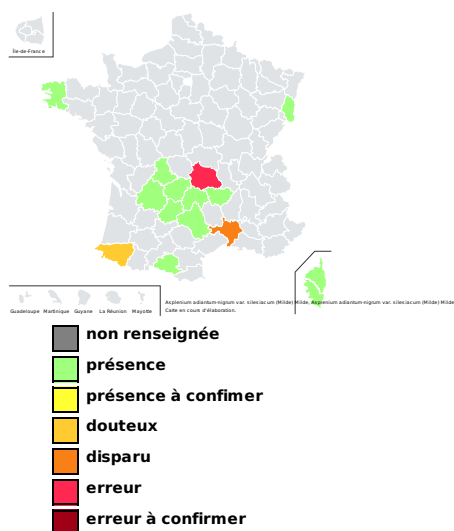 Île-de-France
Guadeloupe Martinique Guyane La Réunion Mayotte
Asplenium adiantum-nigrum var. silesiacum (Milde) Milde, Asplenium adiantum-nigrum var. silesiacum (Milde) Milde
Carte en cours d'élaboration.
non renseignée
présence
présence à confimer
douteux
disparu
erreur
erreur à confirmer